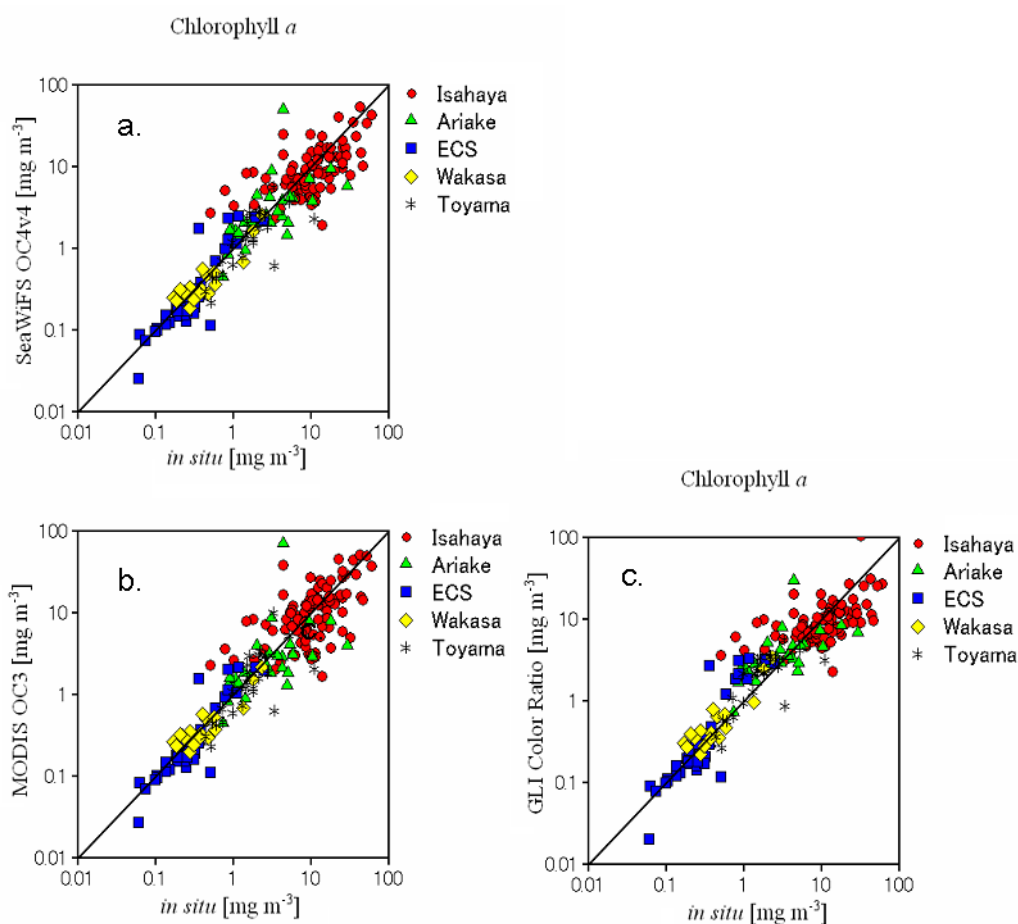 Chlorophyll a
a.
100
10
1
0.1
0.01
SeaWiFS OC4v4 [mg m-3]
0.01 0.1 1 10 100
in situ [mg m-3]
Isahaya
Ariake
ECS
Wakasa
Toyama
b.
100
10
1
0.1
0.01
MODIS OC3 [mg m-3]
0.01 0.1 1 10 100
in situ [mg m-3]
Isahaya
Ariake
ECS
Wakasa
Toyama
Chlorophyll a
c.
100
10
1
0.1
0.01
GLI Color Ratio [mg m-3]
0.01 0.1 1 10 100
in situ [mg m-3]
Isahaya
Ariake
ECS
Wakasa
Toyama